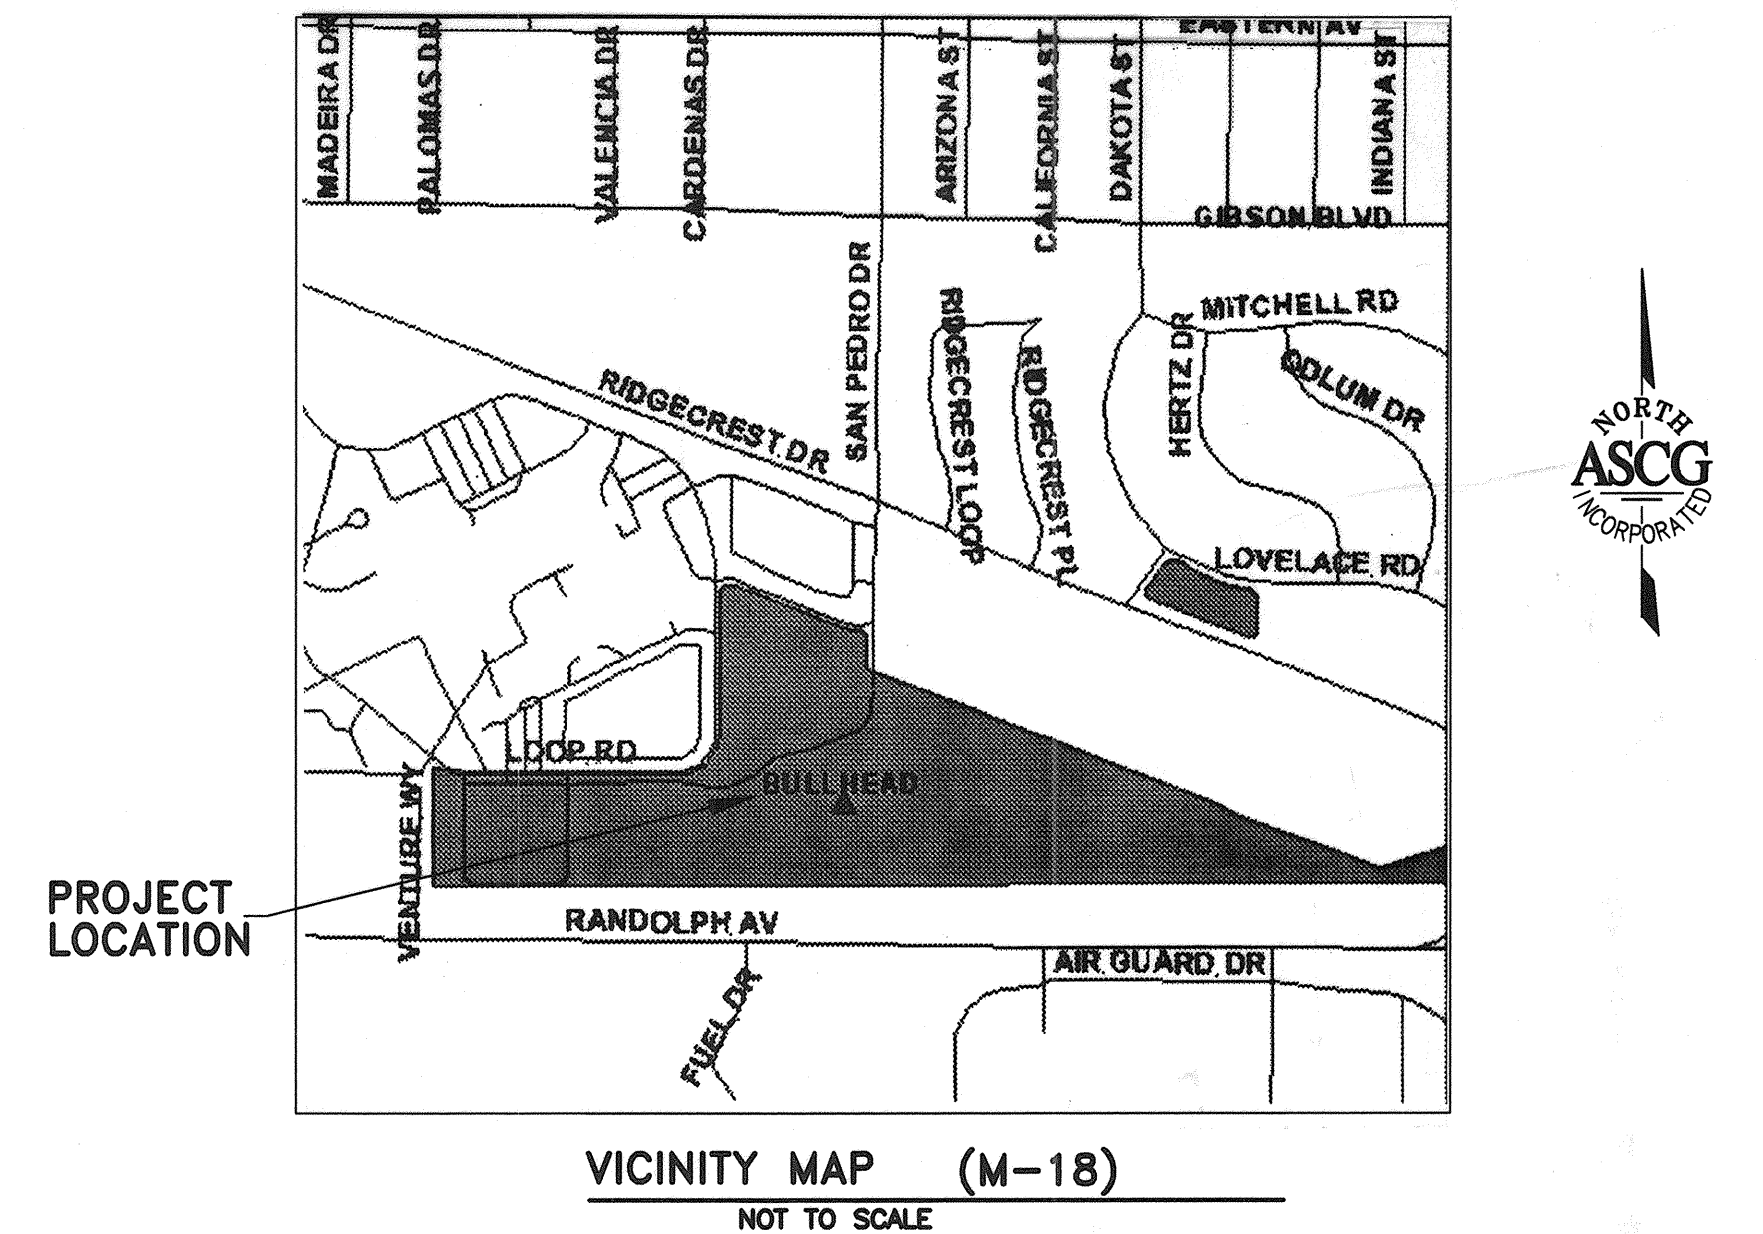 EASTERN AV
MADEIRA DR
PALOMAS DR
VALENCIA DR
CARDENAS DR
ARIZONA ST
CALIFORNIA ST
DAKOTA ST
INDIANA ST
GIBSON BLVD
SAN PEDRO DR
RIDGECREST DR
RIDGECREST LOOP
RIDGECREST PL
HERTZ DR
MITCHELL RD
ODLUM DR
LOVELACE RD
NORTH
ASCG
INCORPORATED
LOOP RD
BULLHEAD
VENTURE WY
PROJECT
LOCATION
RANDOLPH AV
AIR GUARD DR
FUEL DR
VICINITY MAP (M-18)
NOT TO SCALE